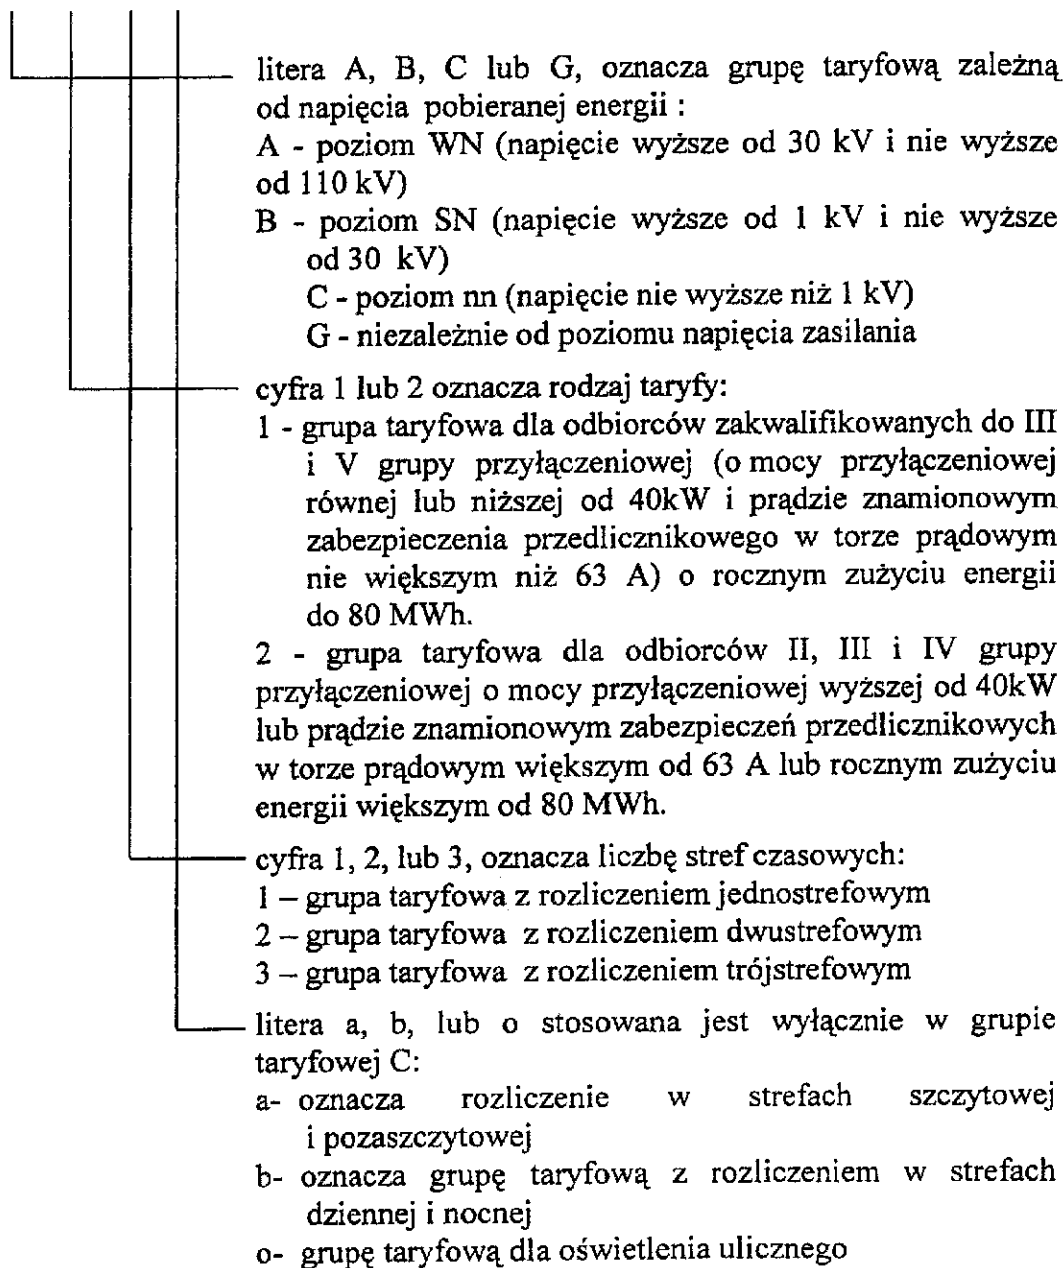 litera A, B, C lub G, oznacza grupę taryfową zależną
od napięcia pobieranej energii :
A - poziom WN (napięcie wyższe od 30 kV i nie wyższe
od 110 kV)
B - poziom SN (napięcie wyższe od 1 kV i nie wyższe
od 30 kV)
C - poziom nn (napięcie nie wyższe niż 1 kV)
G - niezależnie od poziomu napięcia zasilania
cyfra 1 lub 2 oznacza rodzaj taryfy:
1 - grupa taryfowa dla odbiorców zakwalifikowanych do III
i V grupy przyłączeniowej (o mocy przyłączeniowej
równej lub niższej od 40kW i prądzie znamionowym
zabezpieczenia przedlicznikowego w torze prądowym
nie większym niż 63 A) o rocznym zużyciu energii
do 80 MWh.
2 - grupa taryfowa dla odbiorców II, III i IV grupy
przyłączeniowej o mocy przyłączeniowej wyższej od 40kW
lub prądzie znamionowym zabezpieczeń przedlicznikowych
w torze prądowym większym od 63 A lub rocznym zużyciu
energii większym od 80 MWh.
cyfra 1, 2, lub 3, oznacza liczbę stref czasowych:
1 – grupa taryfowa z rozliczeniem jednostrefowym
2 – grupa taryfowa z rozliczeniem dwustrefowym
3 – grupa taryfowa z rozliczeniem trójstrefowym
litera a, b, lub o stosowana jest wyłącznie w grupie
taryfowej C:
a- oznacza rozliczenie w strefach szczytowej
i pozaszczytowej
b- oznacza grupę taryfową z rozliczeniem w strefach
dziennej i nocnej
o- grupę taryfową dla oświetlenia ulicznego